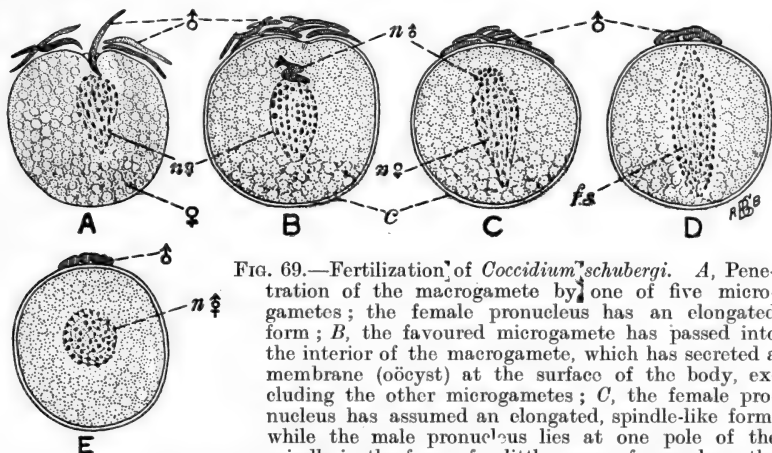 ♂ n♂ ♂
n♀ n♀
♀ c f.s.
A B C D
♂
n⚥
E
FIG. 69.—Fertilization of Coccidium schubergi. A, Pene-
tration of the macrogamete by one of five micro-
gametes; the female pronucleus has an elongated
form; B, the favoured microgamete has passed into
the interior of the macrogamete, which has secreted a
membrane (oöcyst) at the surface of the body, ex-
cluding the other microgametes; C, the female pro-
nucleus has assumed an elongated, spindle-like form,
while the male pronucleus lies at one pole of the